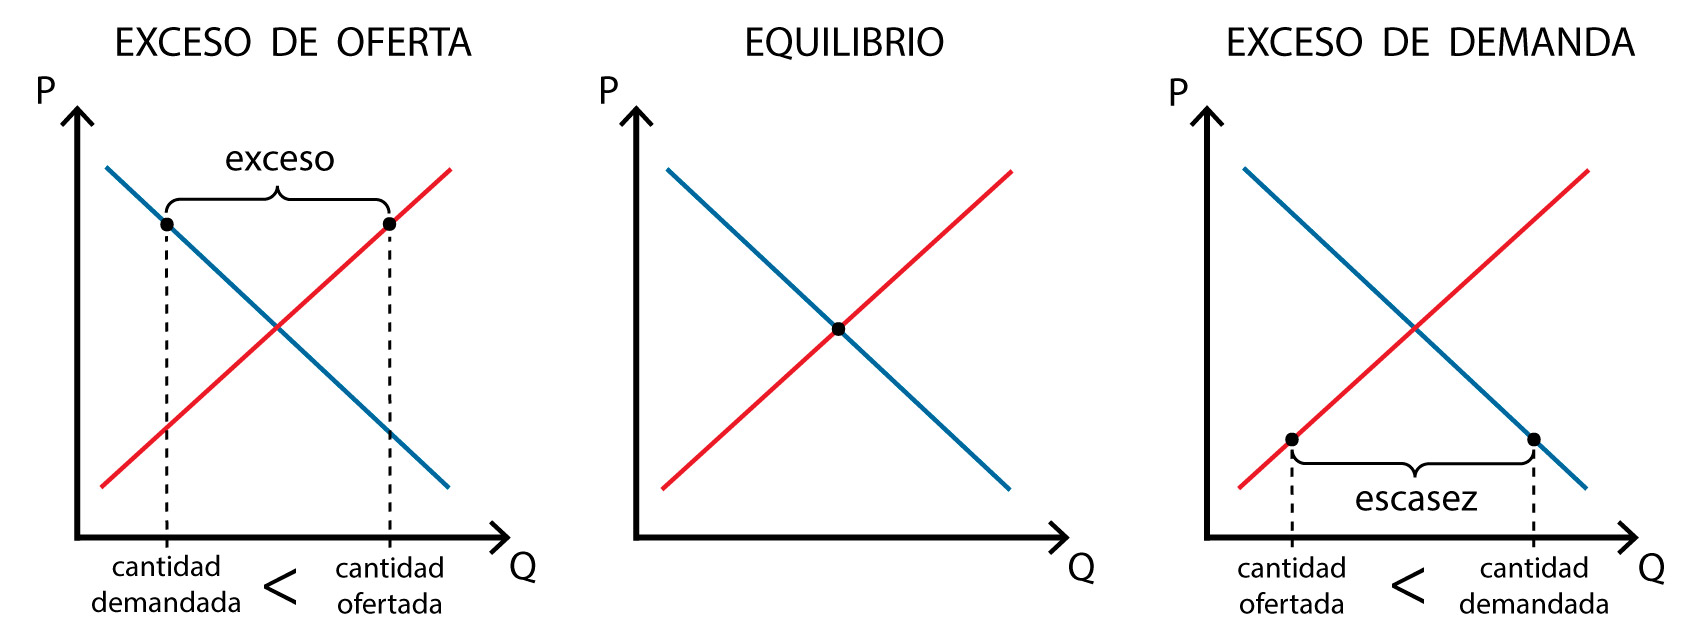 EXCESO DE OFERTA
P
exceso
Q
cantidad
demandada
<
cantidad
ofertada
EQUILIBRIO
P
Q
EXCESO DE DEMANDA
P
escasez
Q
cantidad
ofertada
<
cantidad
demandada